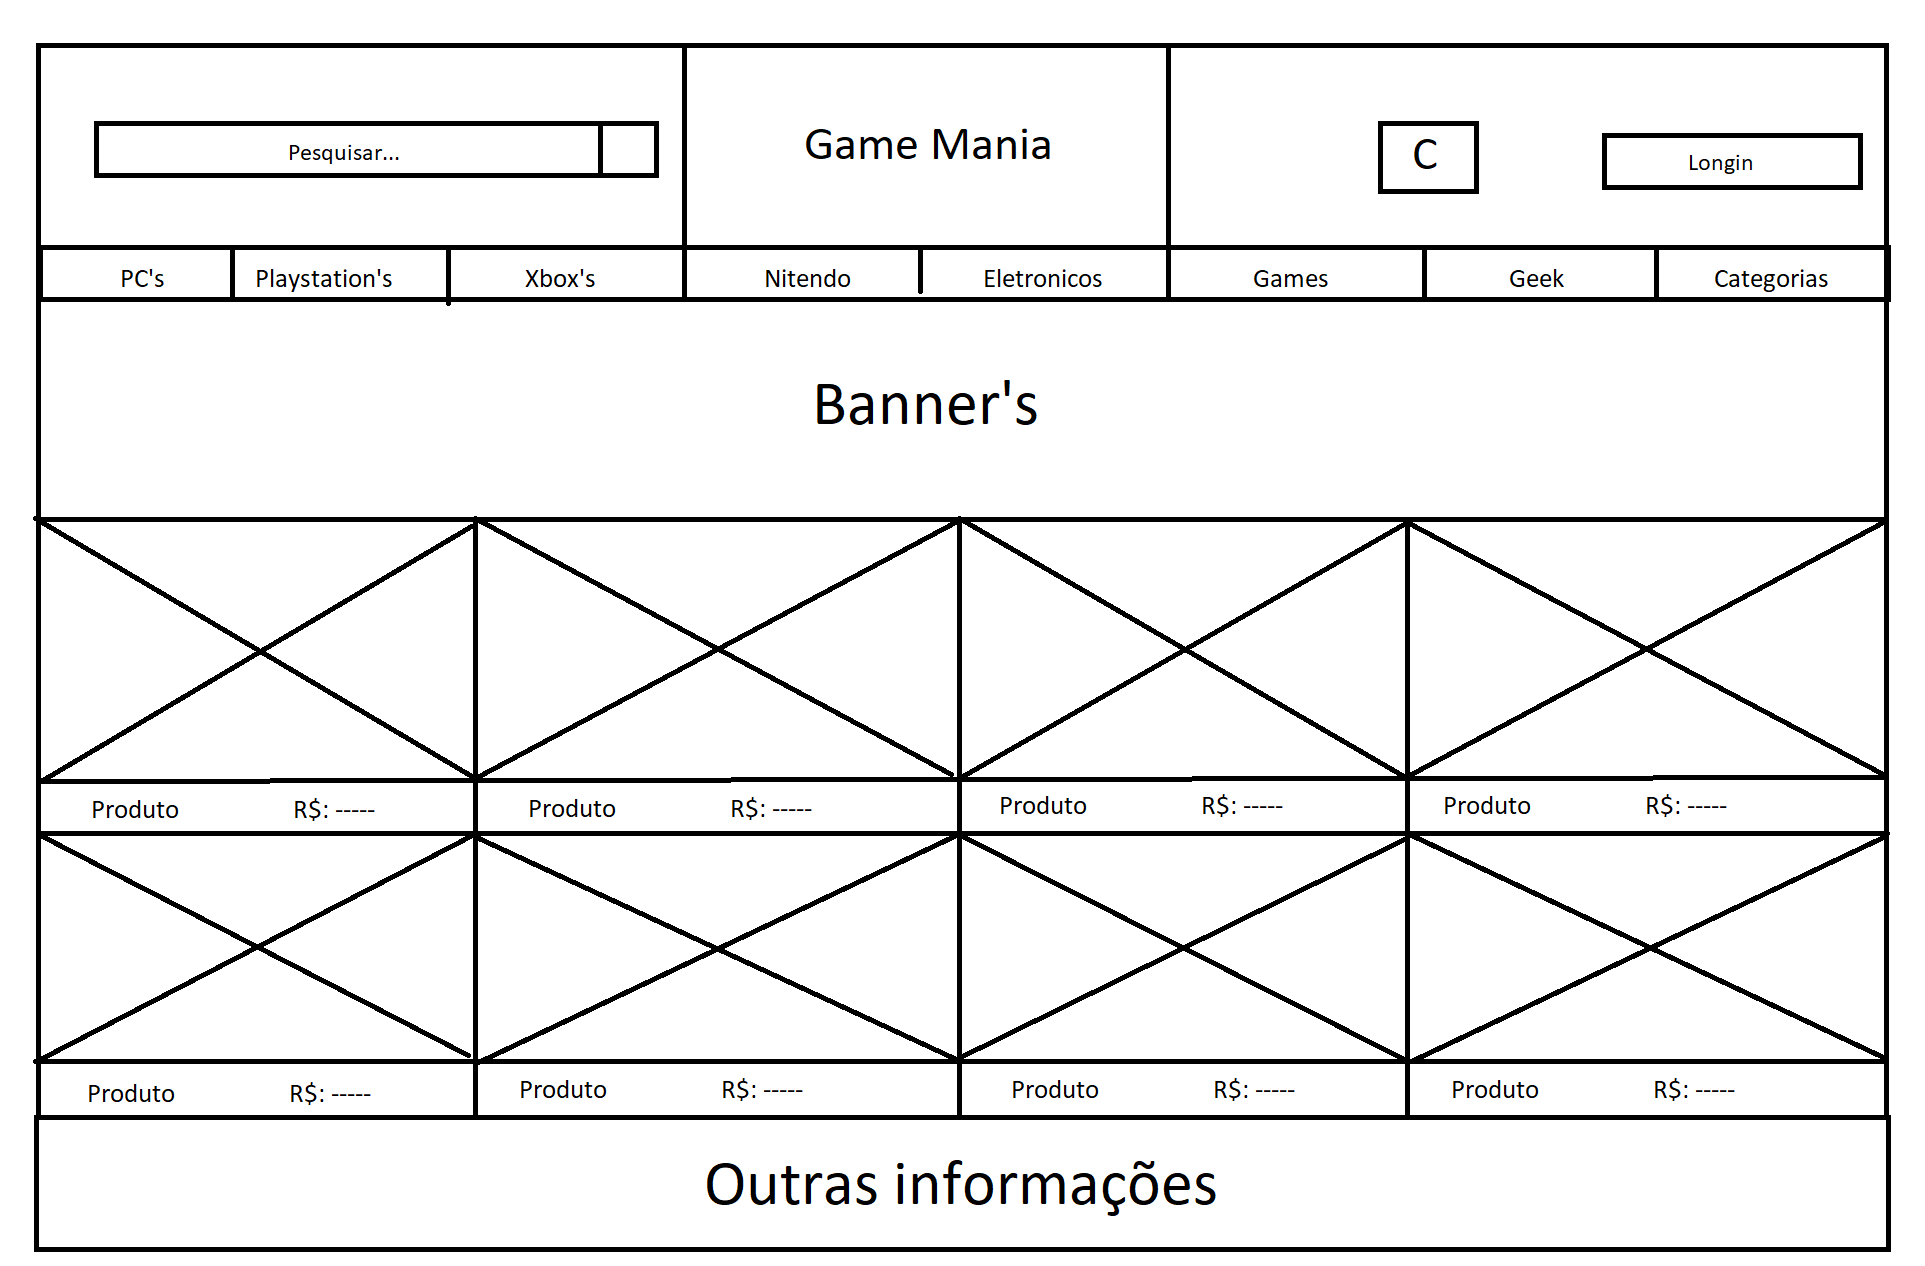 Pesquisar...
Game Mania
C
Longin
PC's
Playstation's
Xbox's
Nitendo
Eletronicos
Games
Geek
Categorias
Banner's
Produto R$: -----
Produto R$: -----
Produto R$: -----
Produto R$: -----
Produto R$: -----
Produto R$: -----
Produto R$: -----
Produto R$: -----
Outras informações